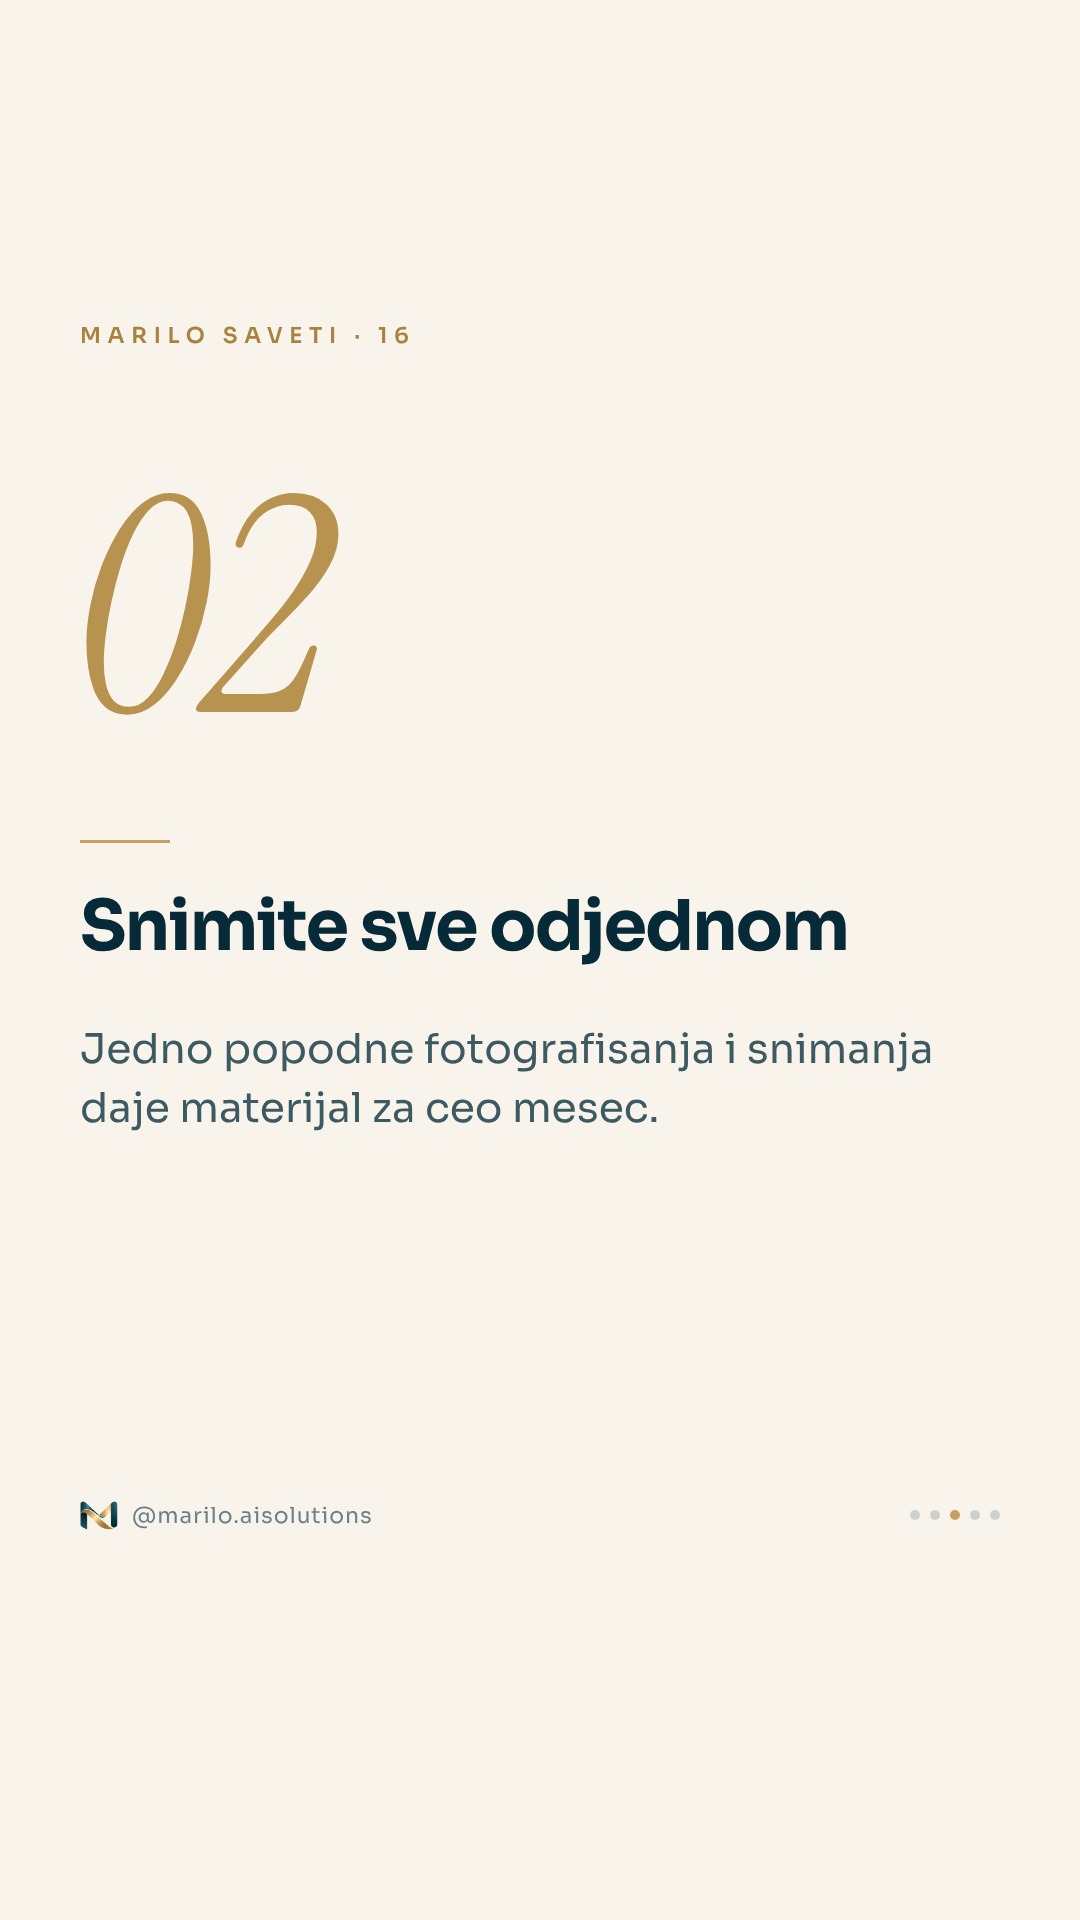 MARILO SAVETI · 16
02
Snimite sve odjednom
Jedno popodne fotografisanja i snimanja
daje materijal za ceo mesec.
@marilo.aisolutions